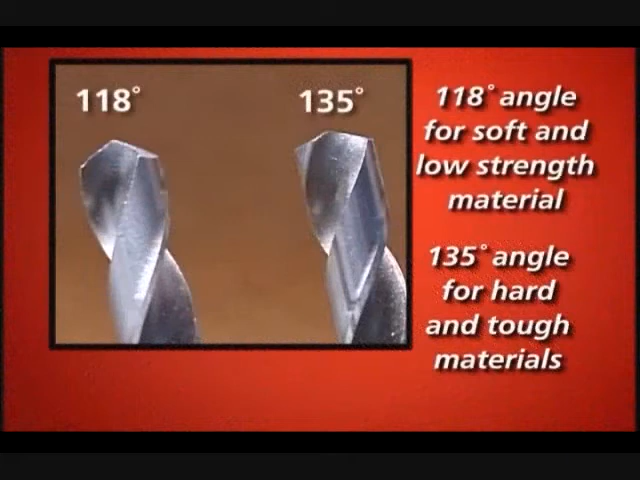 118°
135°
118° angle
for soft and
low strength
material
135° angle
for hard
and tough
materials